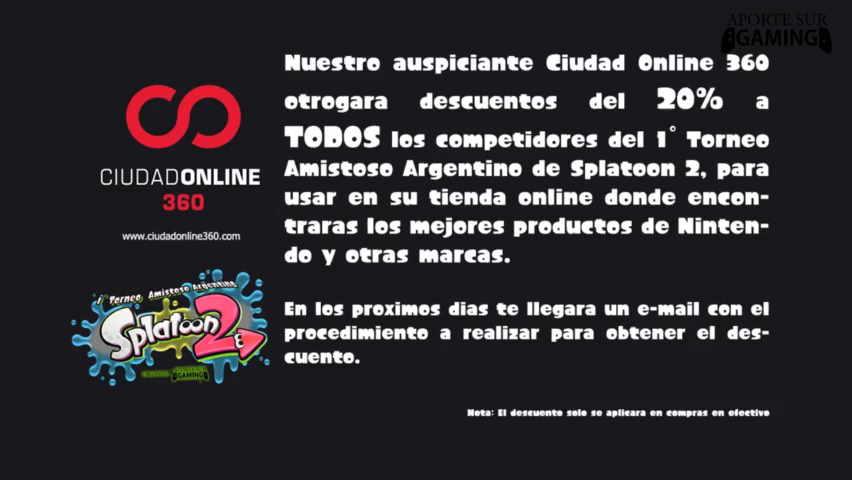 APORTE SUR
GAMING
Nuestro auspiciante Ciudad Online 360
otrogara descuentos del 20% a
TODOS los competidores del 1° Torneo
Amistoso Argentino de Splatoon 2, para
usar en su tienda online donde encon-
traras los mejores productos de Ninten-
do y otras marcas.
En los proximos dias te llegara un e-mail con el
procedimiento a realizar para obtener el des-
cuento.
Nota: El descuento solo se aplicara en compras en efectivo
CIUDADONLINE
360
www.ciudadonline360.com
1° Torneo Amistoso Argentino
Splatoon 2
GAMING